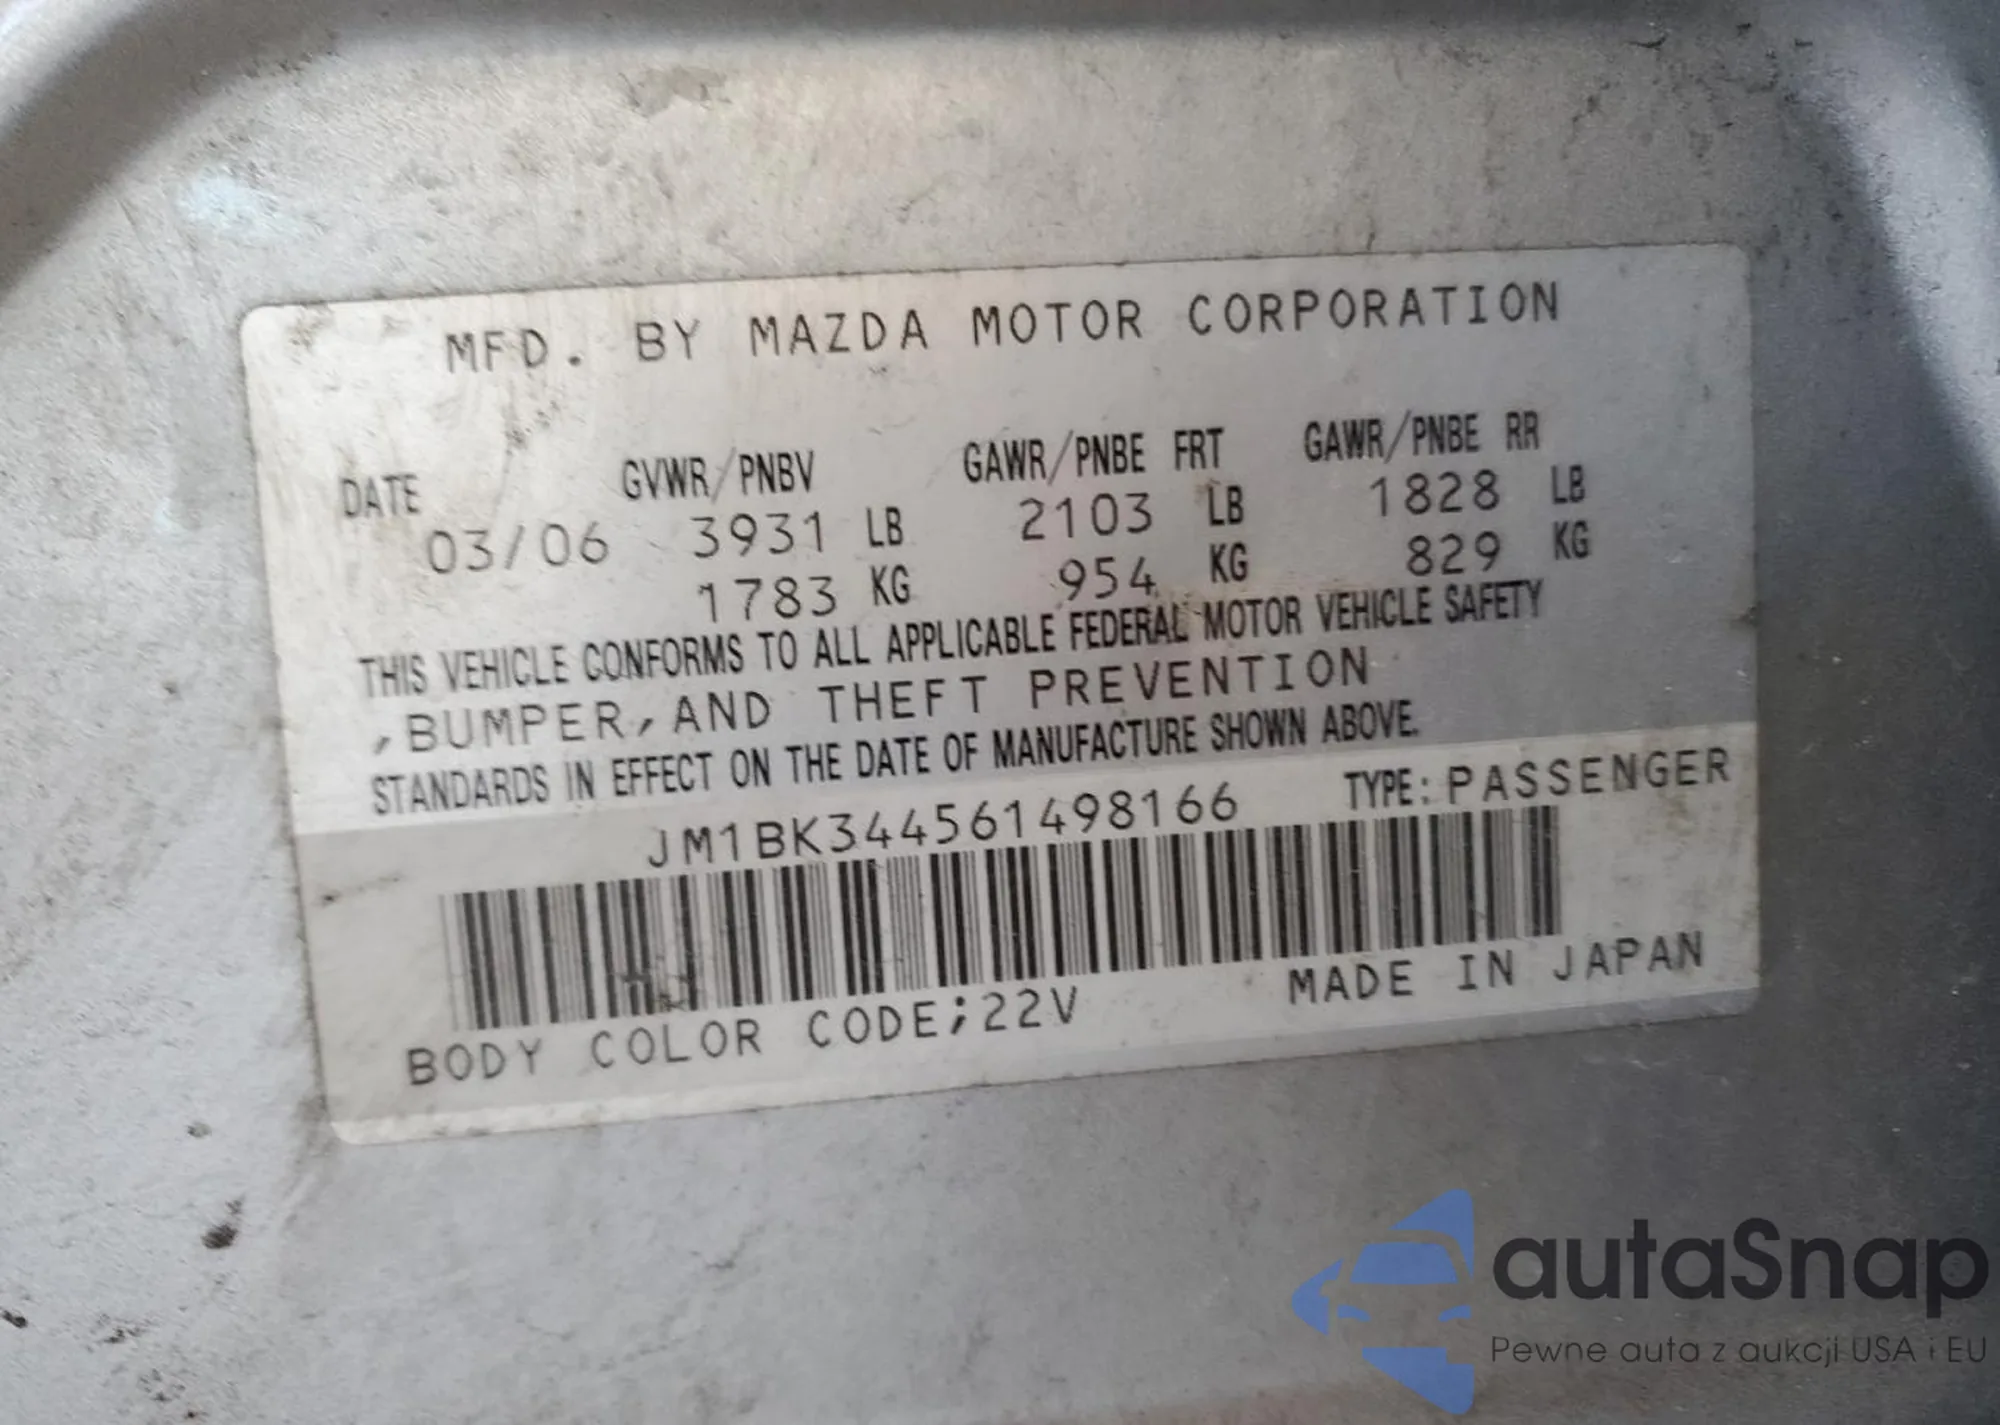 MFD. BY MAZDA MOTOR CORPORATION
DATE GVWR/PNBV GAWR/PNBE FRT GAWR/PNBE RR
03/06 3931 LB 2103 LB 1828 LB
1783 KG 954 KG 829 KG
THIS VEHICLE CONFORMS TO ALL APPLICABLE FEDERAL MOTOR VEHICLE SAFETY
,BUMPER,AND THEFT PREVENTION
STANDARDS IN EFFECT ON THE DATE OF MANUFACTURE SHOWN ABOVE.
JM1BK344561498166 TYPE: PASSENGER
BODY COLOR CODE;22V MADE IN JAPAN
autaSnap
Pewne auta z aukcji USA i EU